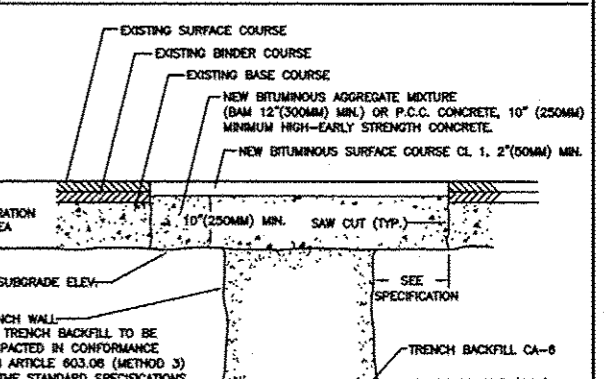 EXISTING SURFACE COURSE
EXISTING BINDER COURSE
EXISTING BASE COURSE
NEW BITUMINOUS AGGREGATE MIXTURE
(BAM 12"(300MM) MIN.) OR P.C.C. CONCRETE, 10" (250MM)
MINIMUM HIGH-EARLY STRENGTH CONCRETE.
NEW BITUMINOUS SURFACE COURSE CL 1, 2"(50MM) MIN.
10"(250MM) MIN.
SAW CUT (TYP.)
SUBGRADE ELEV.
SEE
SPECIFICATION
WALL
TRENCH BACKFILL TO BE
IN CONFORMANCE
ARTICLE 603.08 (METHOD 3)
STANDARD SPECIFICATIONS
TRENCH BACKFILL CA-6